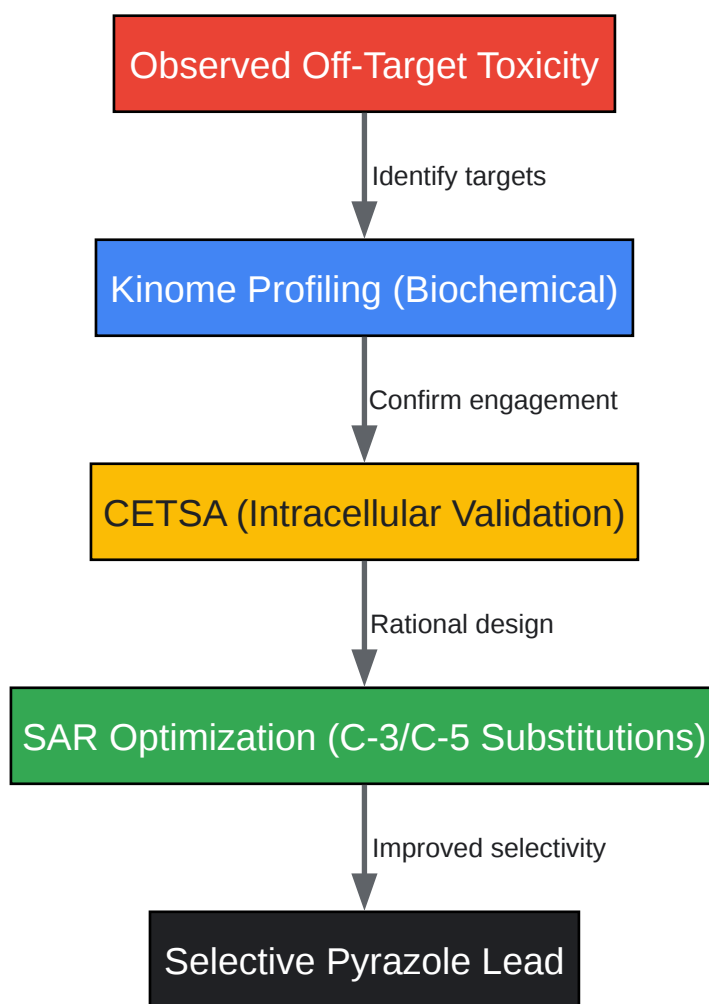 Observed Off-Target Toxicity
Identify targets
Kinome Profiling (Biochemical)
Confirm engagement
CETSA (Intracellular Validation)
Rational design
SAR Optimization (C-3/C-5 Substitutions)
Improved selectivity
Selective Pyrazole Lead